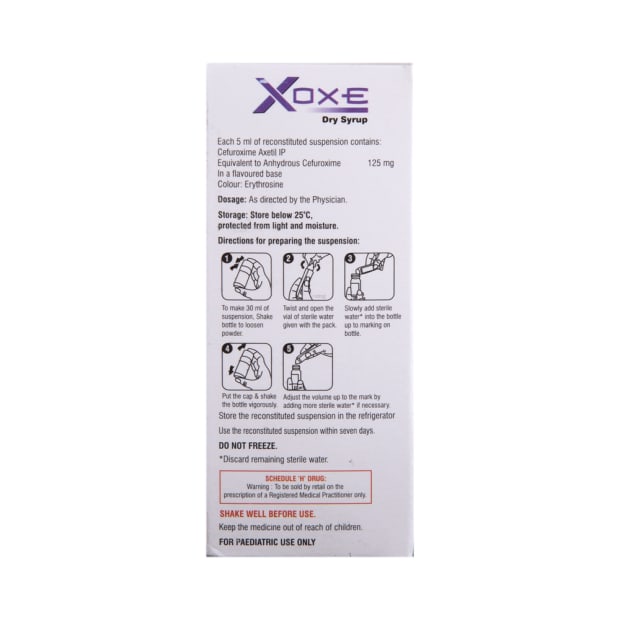 XOXE
Dry Syrup
Each 5 ml of reconstituted suspension contains:
Cefuroxime Axetil IP
Equivalent to Anhydrous Cefuroxime 125 mg
In a flavoured base
Colour: Erythrosine
Dosage: As directed by the Physician.
Storage: Store below 25°C,
protected from light and moisture.
Directions for preparing the suspension:
1 2 3
To make 30 ml of
suspension, Shake
bottle to loosen
powder.
Twist and open the
vial of sterile water
given with the pack.
Slowly add sterile
water* into the bottle
up to marking on
bottle.
4 5
Put the cap & shake
the bottle vigorously.
Adjust the volume up to the mark by
adding more sterile water* if necessary.
Store the reconstituted suspension in the refrigerator
Use the reconstituted suspension within seven days.
DO NOT FREEZE.
*Discard remaining sterile water.
SCHEDULE 'H' DRUG:
Warning : To be sold by retail on the
prescription of a Registered Medical Practitioner only.
SHAKE WELL BEFORE USE.
Keep the medicine out of reach of children.
FOR PAEDIATRIC USE ONLY